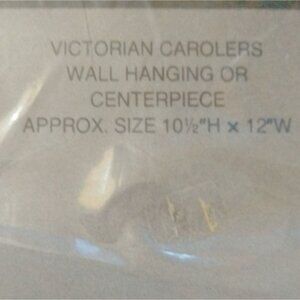 VICTORIAN CAROLERS
WALL HANGING OR
CENTERPIECE
APPROX. SIZE 10½"H x 12"W